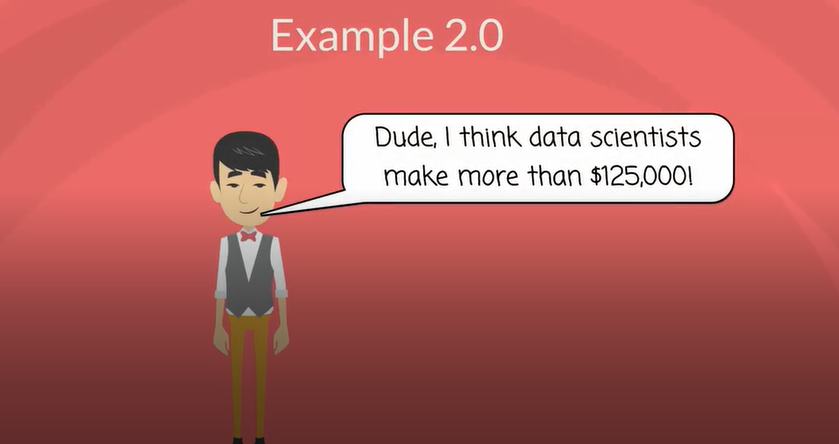 Example 2.0
Dude, I think data scientists
make more than $125,000!